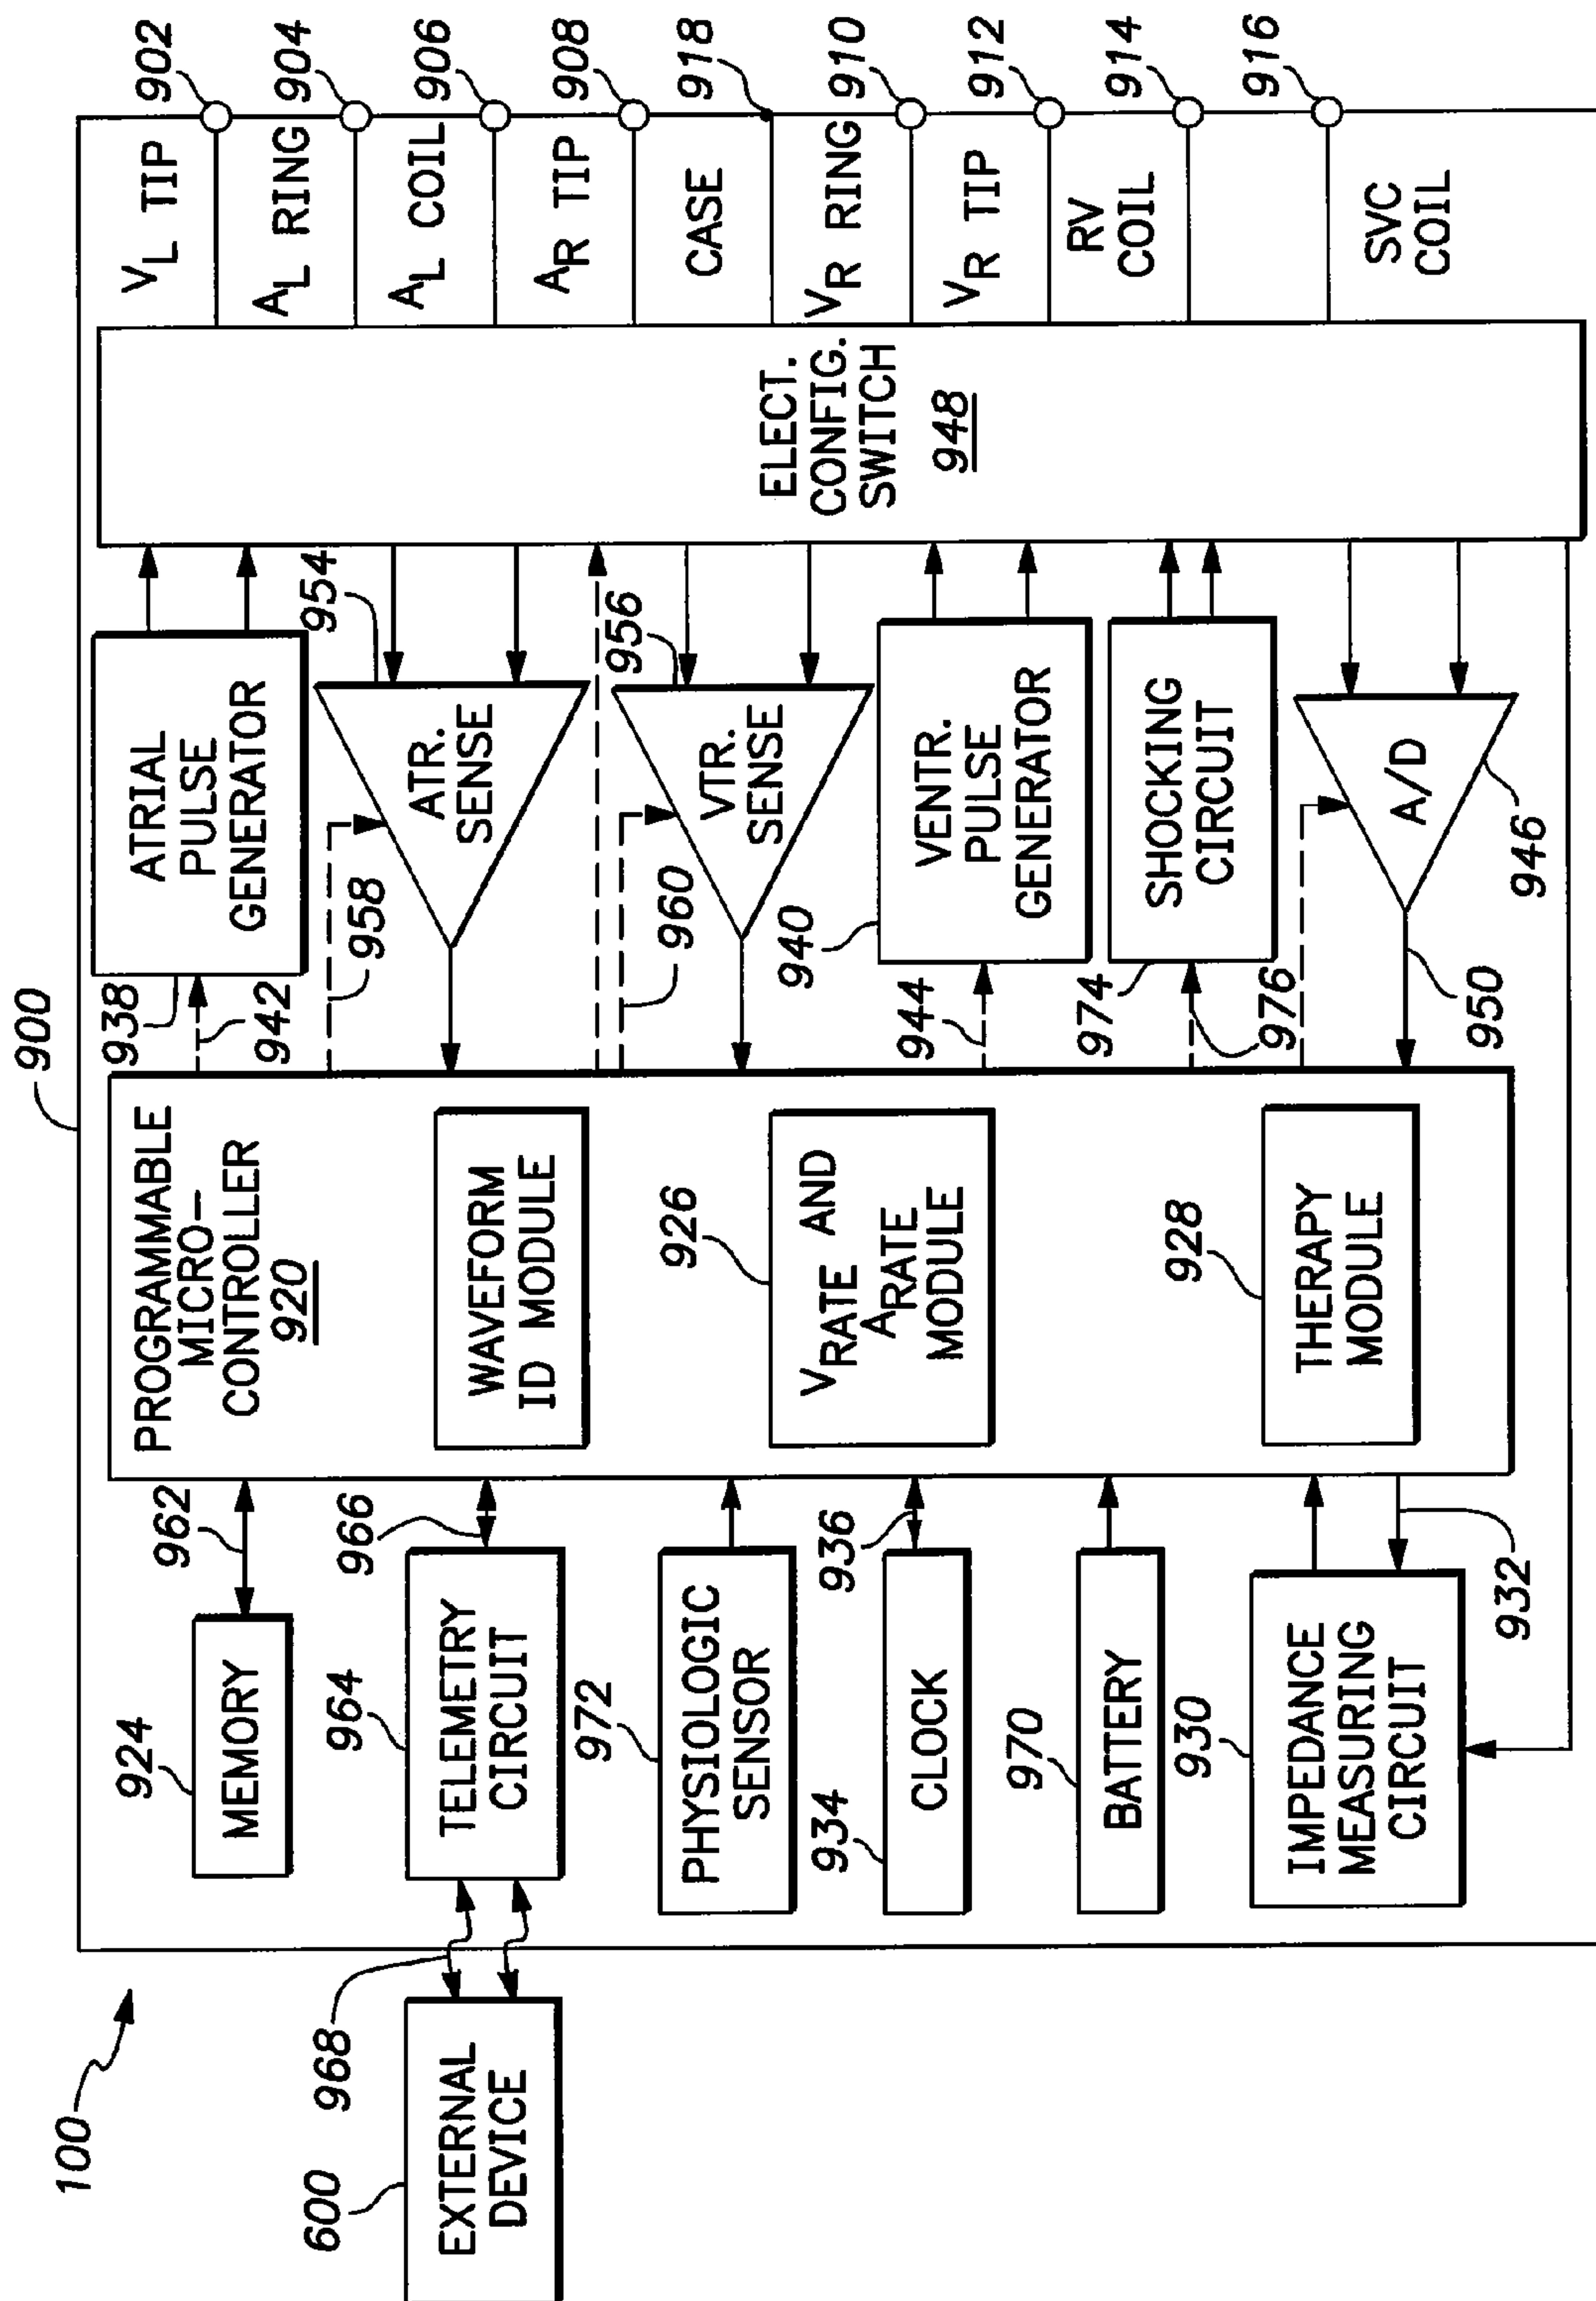 100
900
600
EXTERNAL
DEVICE
968
924
MEMORY
962
964
TELEMETRY
CIRCUIT
966
972
PHYSIOLOGIC
SENSOR
934
CLOCK
936
970
BATTERY
930
IMPEDANCE
MEASURING
CIRCUIT
932
PROGRAMMABLE
MICRO-
CONTROLLER
920
WAVEFORM
ID MODULE
926
VRATE AND
ARATE
MODULE
928
THERAPY
MODULE
938
942
ATRIAL
PULSE
GENERATOR
954
958
ATR.
SENSE
956
960
VTR.
SENSE
940
944
VENTR.
PULSE
GENERATOR
974
976
SHOCKING
CIRCUIT
A/D
946
950
ELECT.
CONFIG.
SWITCH
948
VL TIP
902
AL RING
904
AL COIL
906
AR TIP
908
CASE
918
VR RING
910
VR TIP
912
RV
COIL
914
916
SVC
COIL